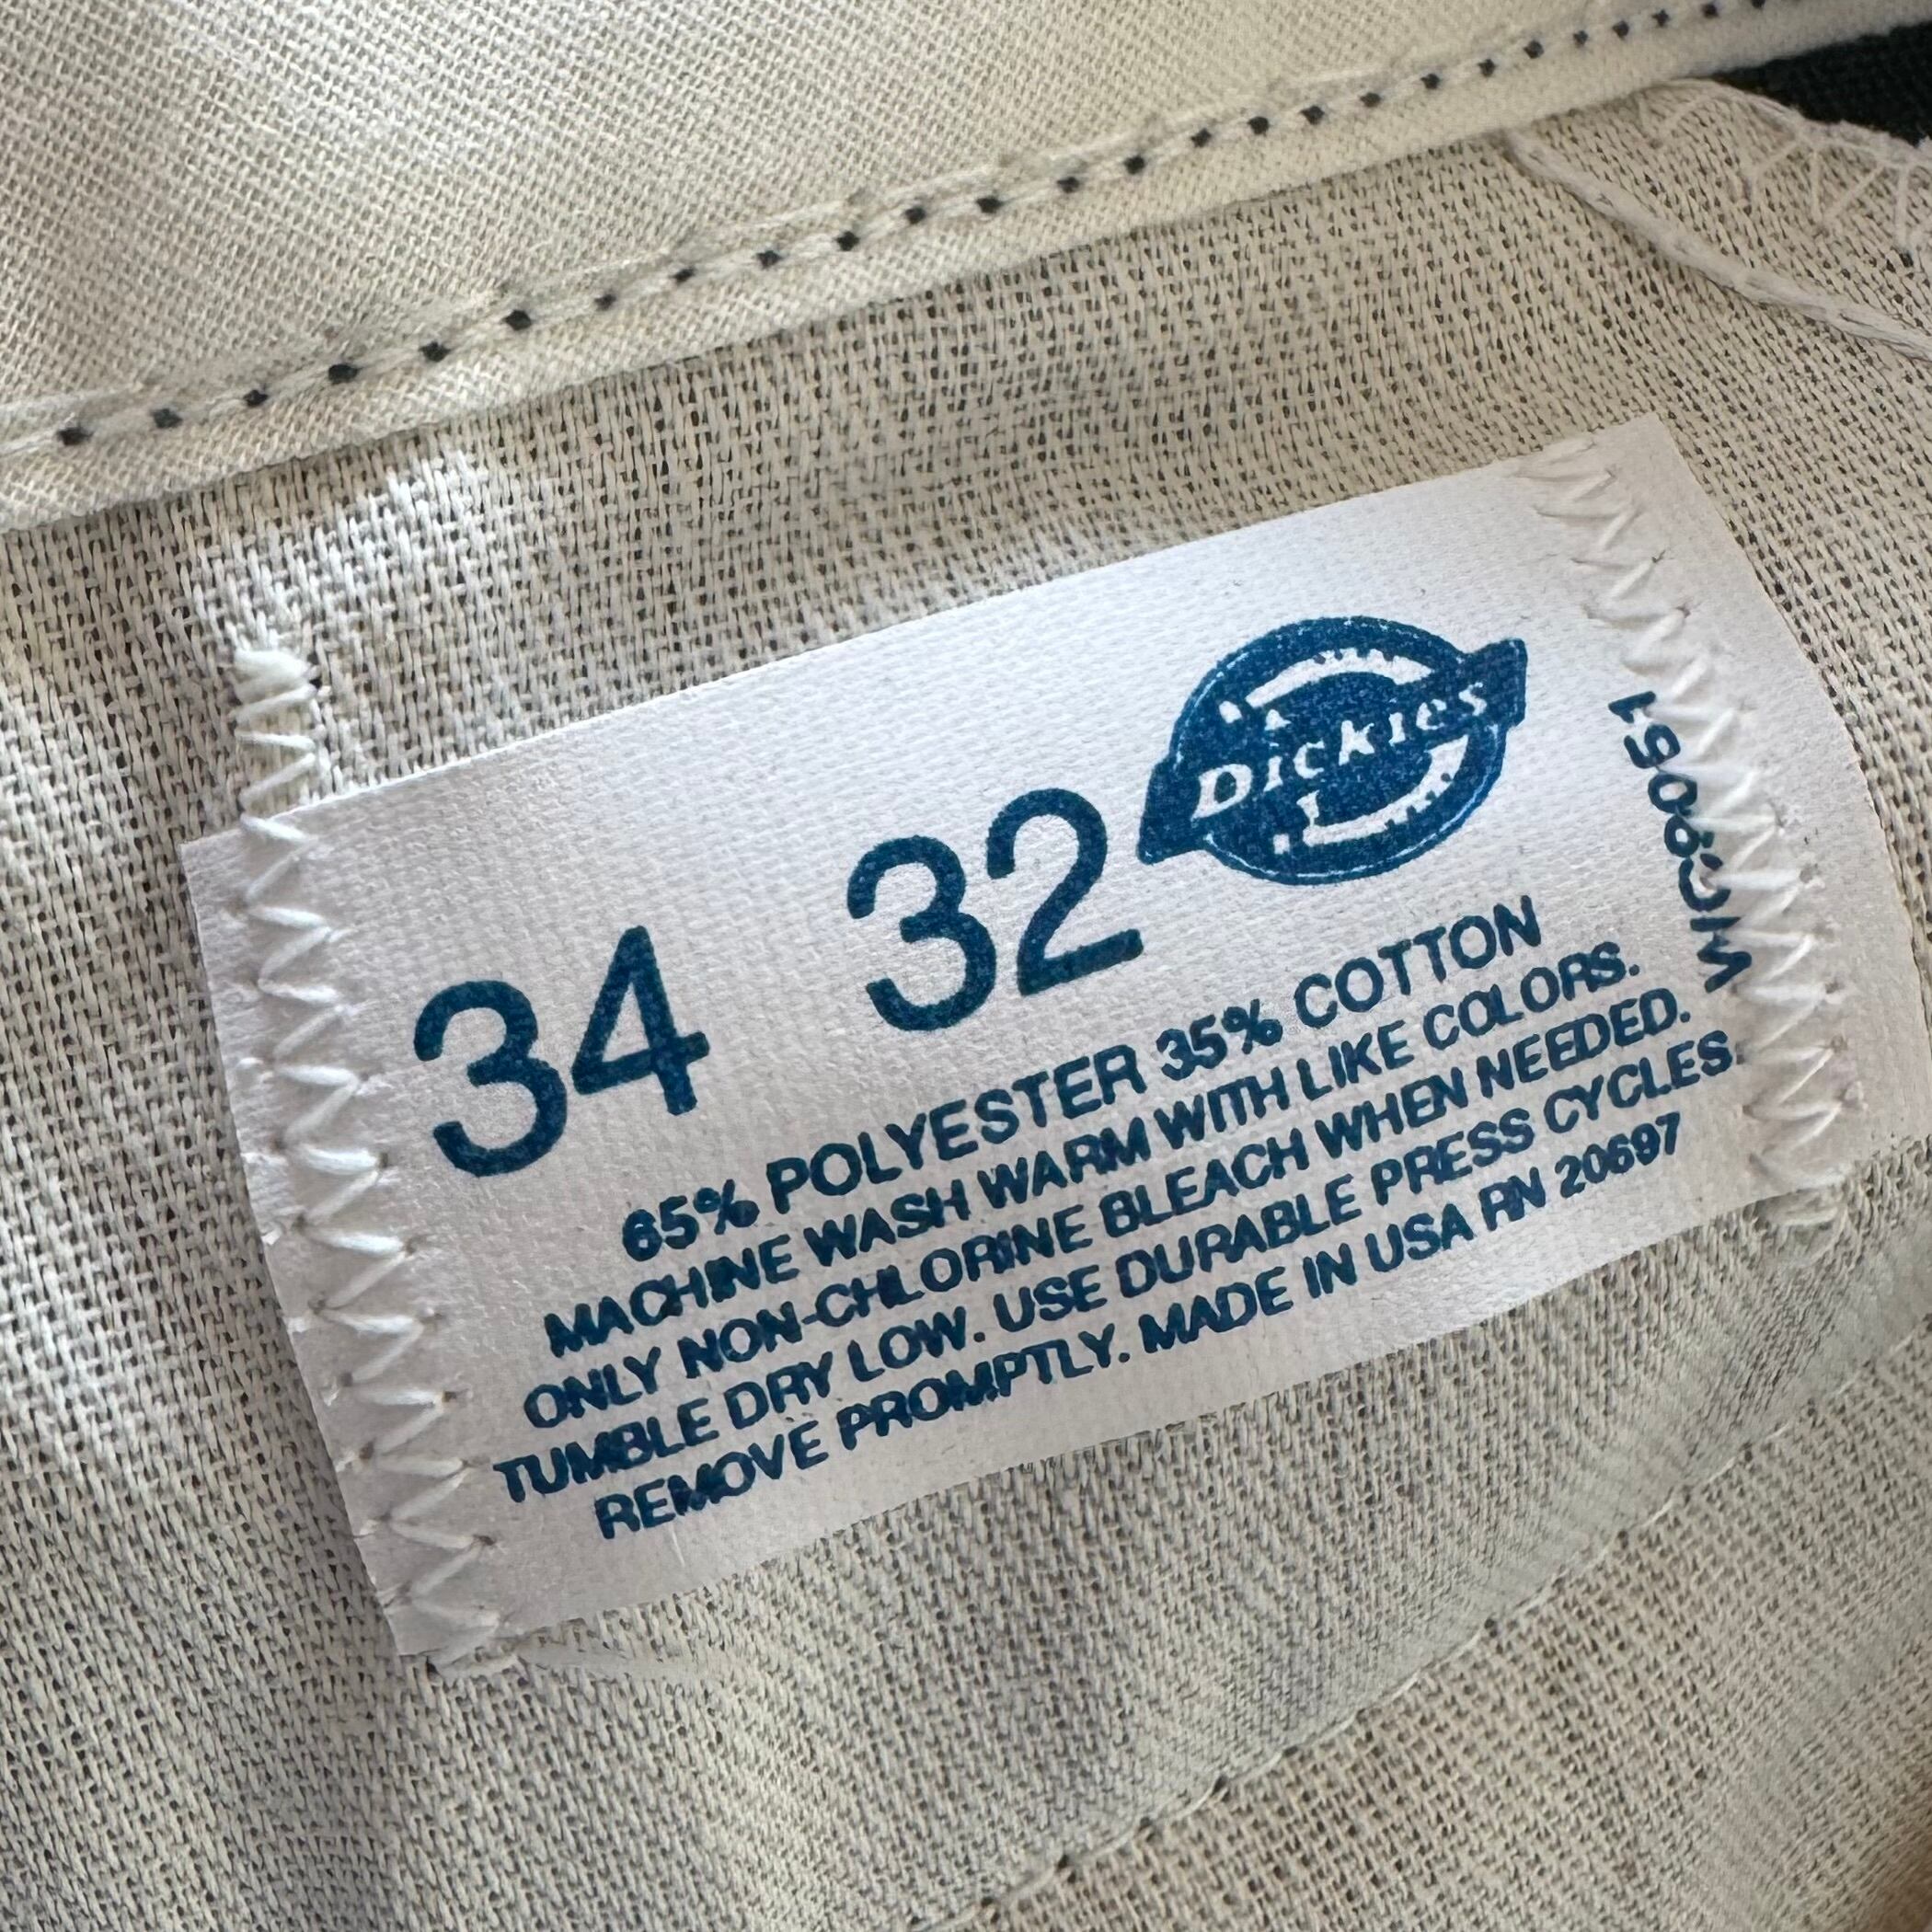 34 32
Dickies
65% POLYESTER 35% COTTON
MACHINE WASH WARM WITH LIKE COLORS.
ONLY NON-CHLORINE BLEACH WHEN NEEDED.
TUMBLE DRY LOW. USE DURABLE PRESS CYCLES.
REMOVE PROMPTLY. MADE IN USA RN 20697